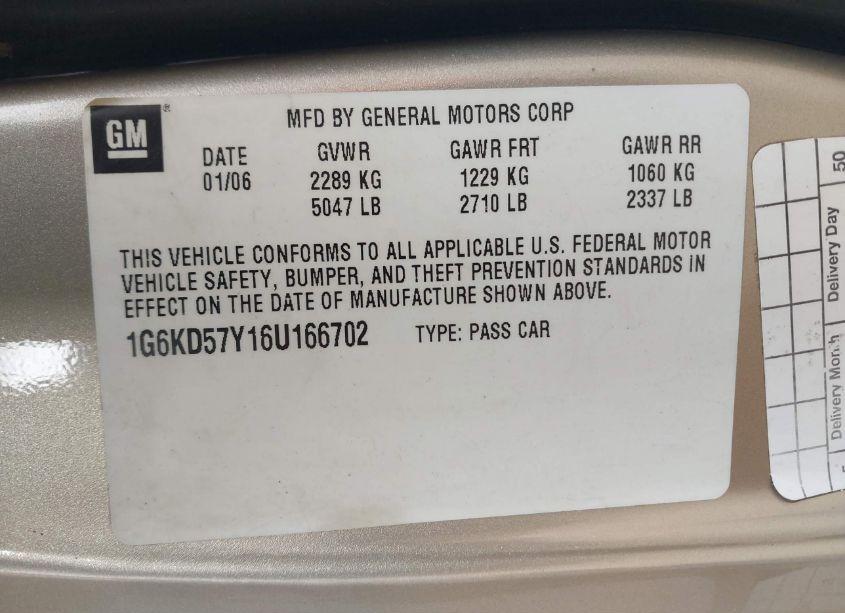 GM
MFD BY GENERAL MOTORS CORP
DATE GVWR GAWR FRT GAWR RR
01/06 2289 KG 1229 KG 1060 KG
5047 LB 2710 LB 2337 LB
THIS VEHICLE CONFORMS TO ALL APPLICABLE U.S. FEDERAL MOTOR
VEHICLE SAFETY, BUMPER, AND THEFT PREVENTION STANDARDS IN
EFFECT ON THE DATE OF MANUFACTURE SHOWN ABOVE.
1G6KD57Y16U166702 TYPE: PASS CAR
50
Delivery Day
Delivery Month